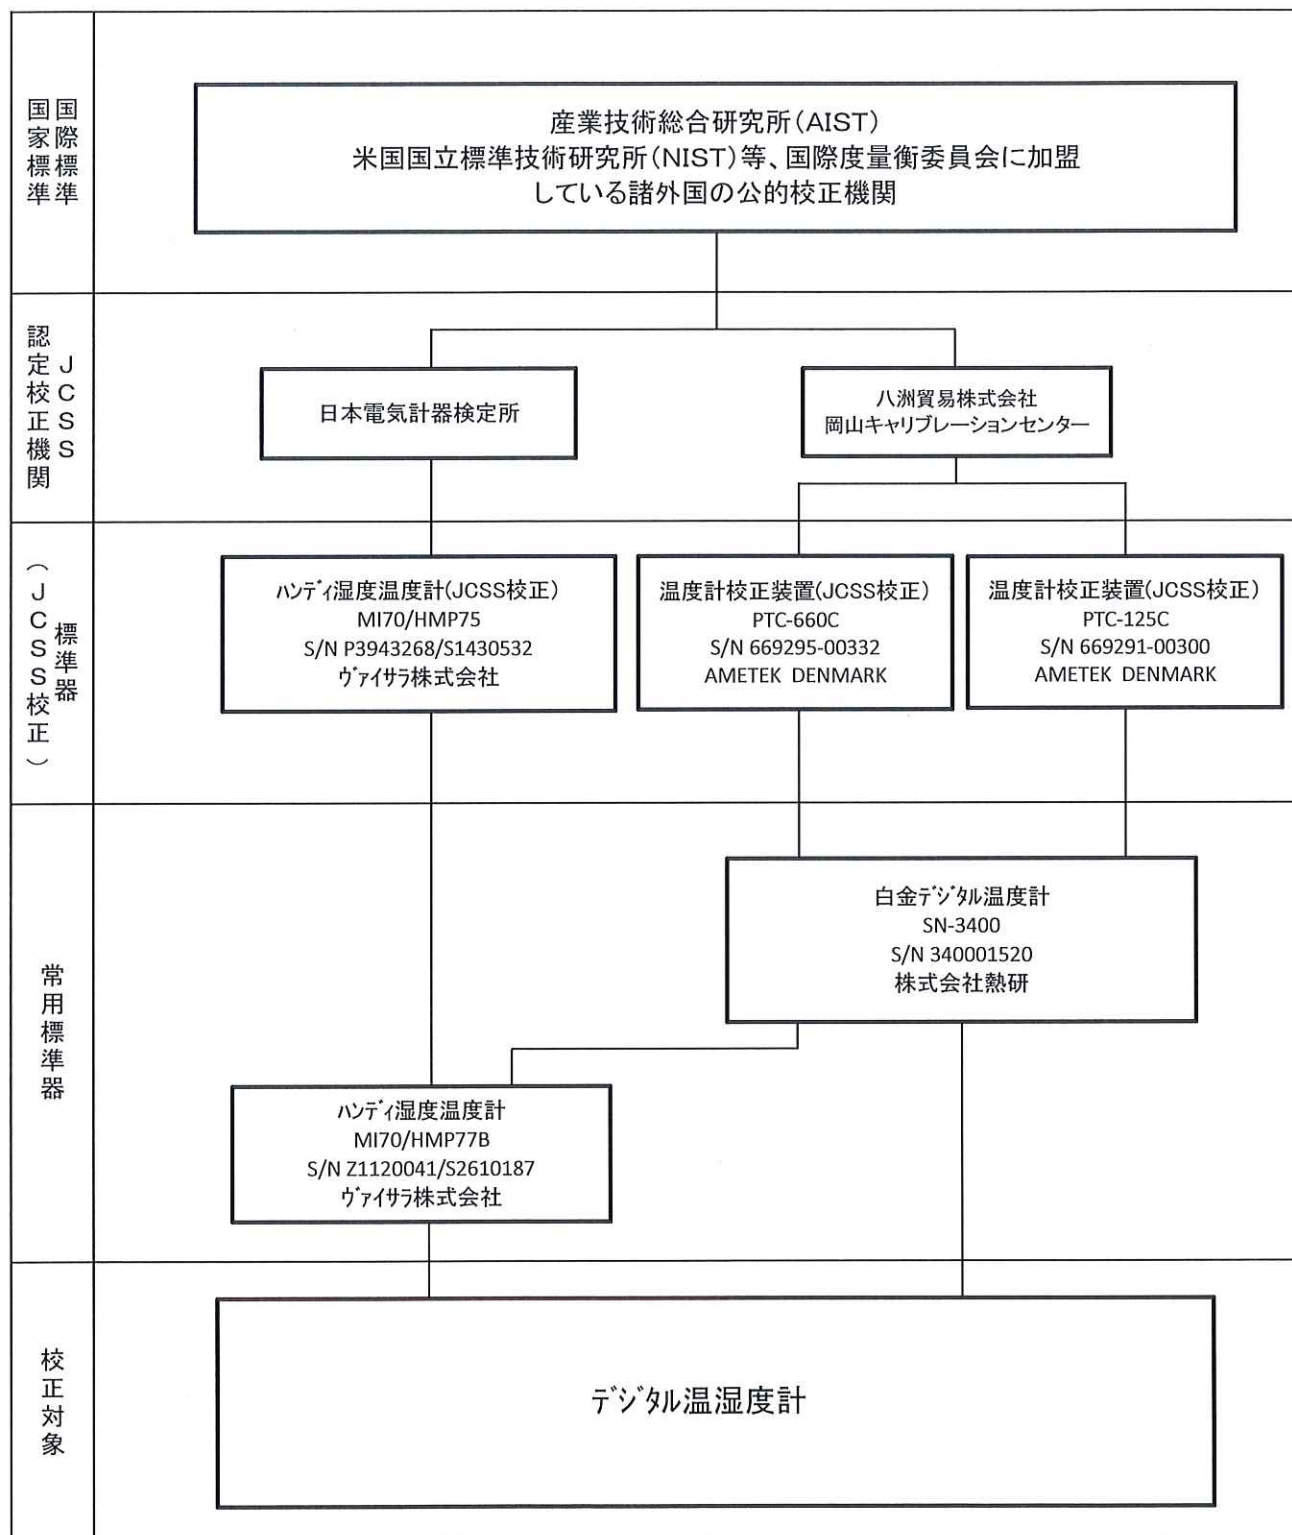 国際標準
国家標準
産業技術総合研究所(AIST)
米国国立標準技術研究所(NIST)等、国際度量衡委員会に加盟
している諸外国の公的校正機関
JCSS
認定校正機関
日本電気計器検定所
八洲貿易株式会社
岡山キャリブレーションセンター
標準器
(JCSS校正)
ﾊﾝﾃﾞｨ湿度温度計(JCSS校正)
MI70/HMP75
S/N P3943268/S1430532
ヴァイサラ株式会社
温度計校正装置(JCSS校正)
PTC-660C
S/N 669295-00332
AMETEK DENMARK
温度計校正装置(JCSS校正)
PTC-125C
S/N 669291-00300
AMETEK DENMARK
常用標準器
白金デジタル温度計
SN-3400
S/N 340001520
株式会社熱研
ﾊﾝﾃﾞｨ湿度温度計
MI70/HMP77B
S/N Z1120041/S2610187
ヴァイサラ株式会社
校正対象
デジタル温湿度計